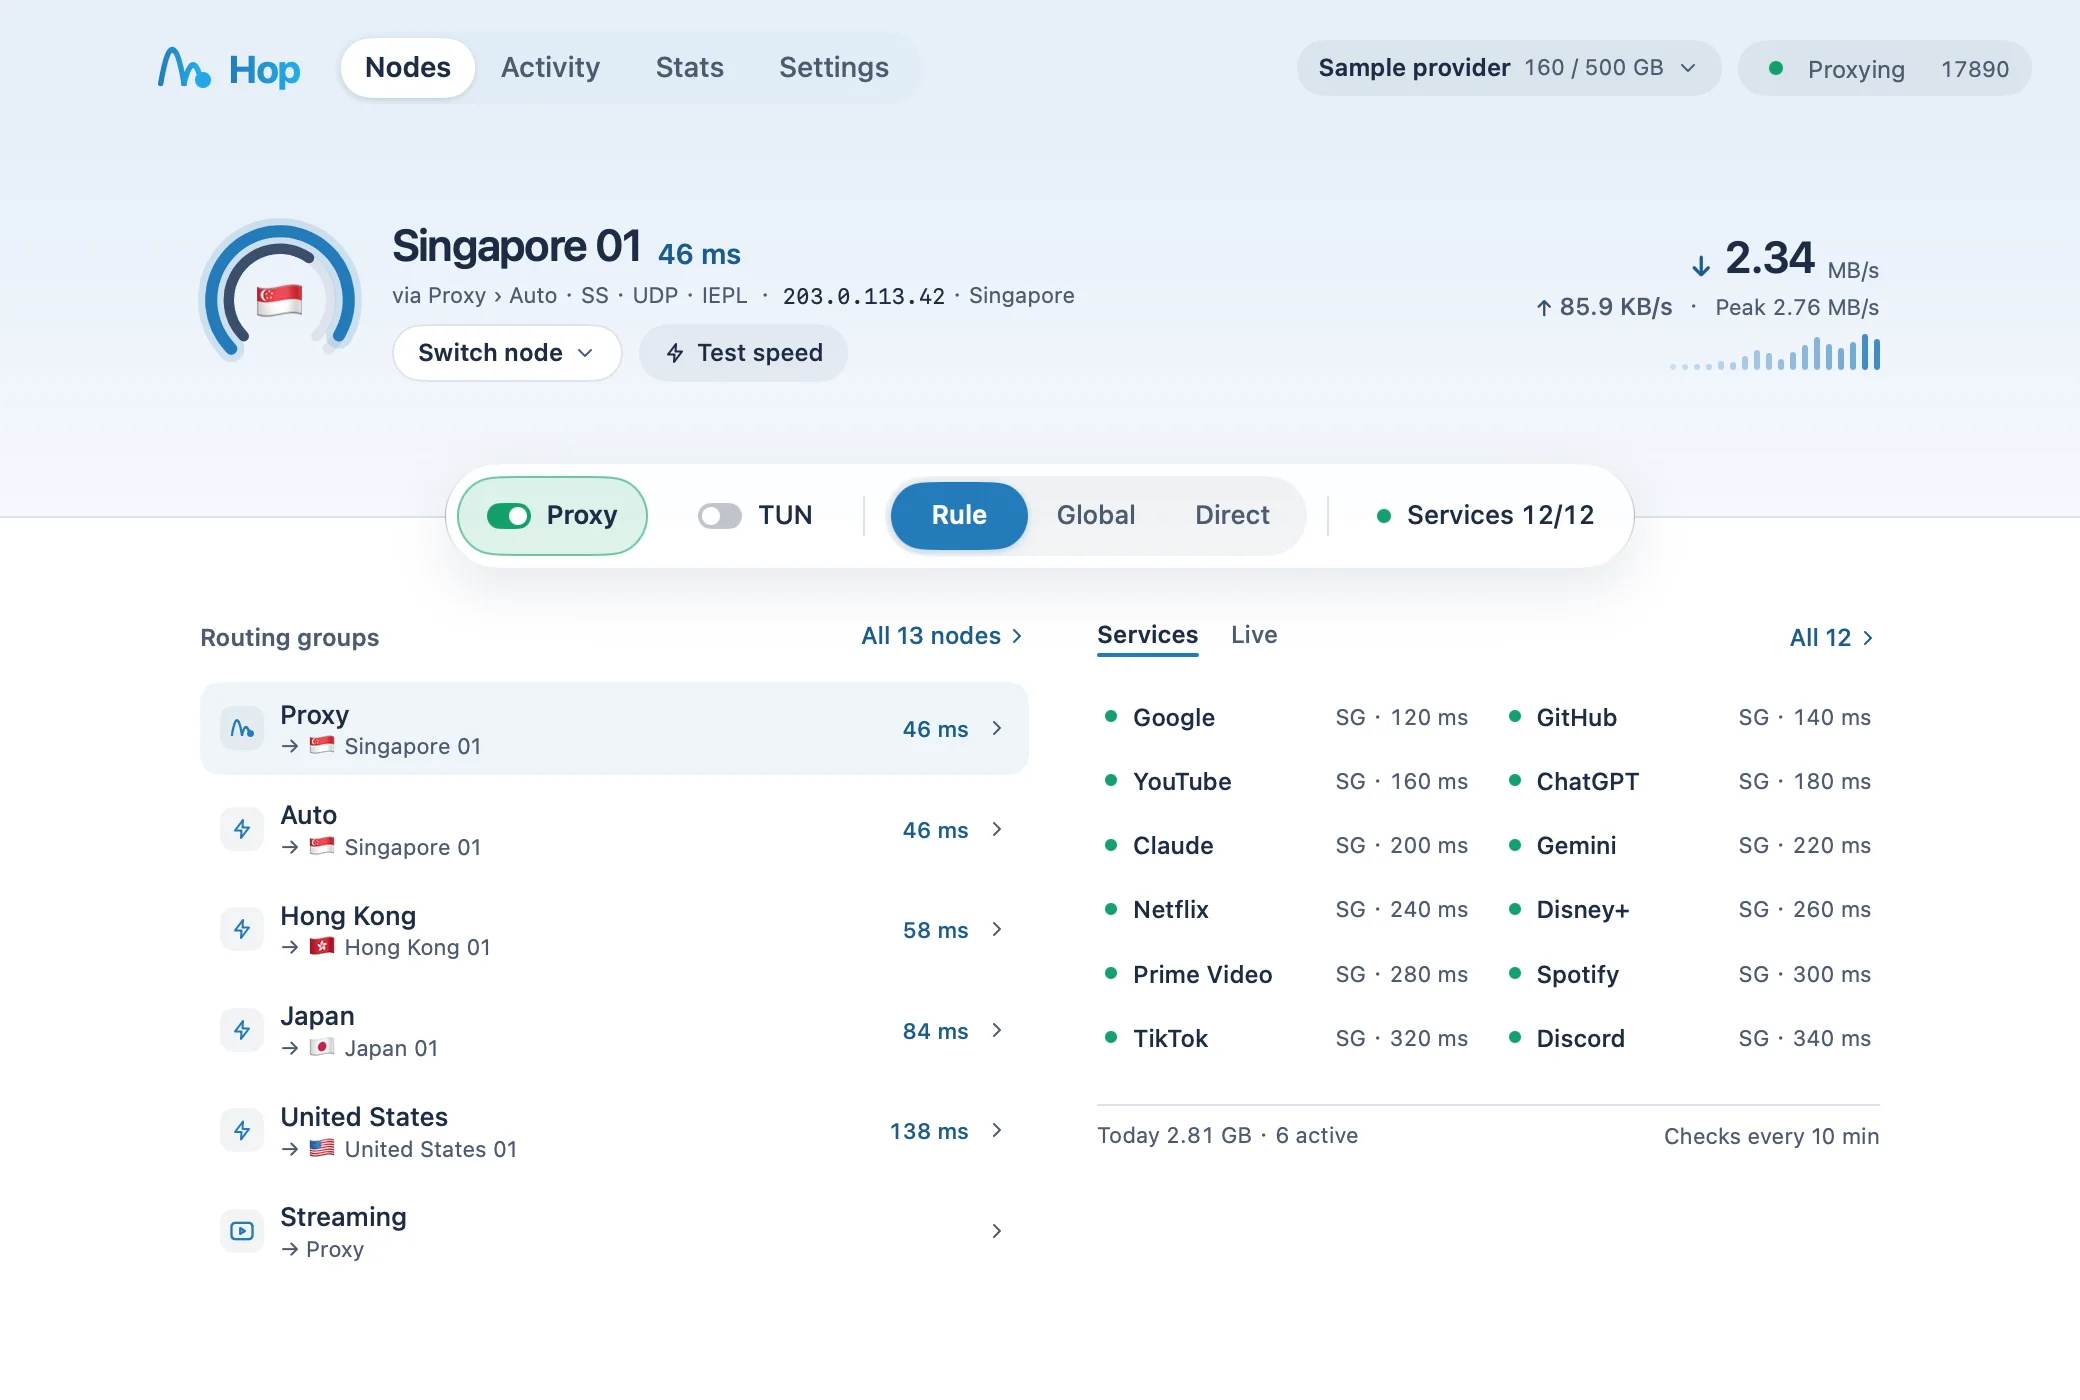 Hop Nodes Activity Stats Settings Sample provider 160 / 500 GB Proxying 17890
Singapore 01 46 ms
via Proxy › Auto · SS · UDP · IEPL · 203.0.113.42 · Singapore
Switch node Test speed
↓ 2.34 MB/s
↑ 85.9 KB/s · Peak 2.76 MB/s
Proxy TUN Rule Global Direct Services 12/12
Routing groups All 13 nodes
Proxy
→ Singapore 01
46 ms
Auto
→ Singapore 01
46 ms
Hong Kong
→ Hong Kong 01
58 ms
Japan
→ Japan 01
84 ms
United States
→ United States 01
138 ms
Streaming
→ Proxy
Services Live All 12
Google SG · 120 ms GitHub SG · 140 ms
YouTube SG · 160 ms ChatGPT SG · 180 ms
Claude SG · 200 ms Gemini SG · 220 ms
Netflix SG · 240 ms Disney+ SG · 260 ms
Prime Video SG · 280 ms Spotify SG · 300 ms
TikTok SG · 320 ms Discord SG · 340 ms
Today 2.81 GB · 6 active Checks every 10 min